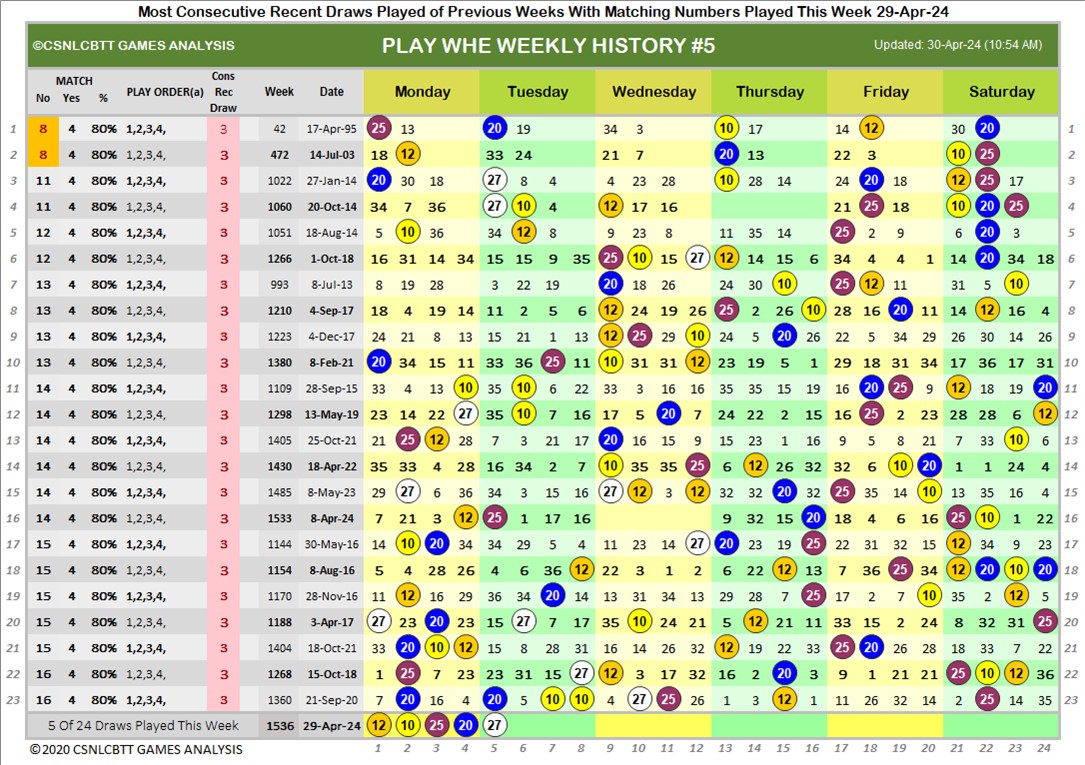 Most Consecutive Recent Draws Played of Previous Weeks With Matching Numbers Played This Week 29-Apr-24
©CSNLCBTT GAMES ANALYSIS PLAY WHE WEEKLY HISTORY #5 Updated: 30-Apr-24 (10:54 AM)
No MATCH Yes % PLAY ORDER(a) Cons Rec Draw Week Date Monday Tuesday Wednesday Thursday Friday Saturday
1 8 4 80% 1,2,3,4, 3 42 17-Apr-95 25 13 20 19 34 3 10 17 14 12 30 20 1
2 8 4 80% 1,2,3,4, 3 472 14-Jul-03 18 12 33 24 21 7 20 13 22 3 10 25 2
3 11 4 80% 1,2,3,4, 3 1022 27-Jan-14 20 30 18 27 8 4 4 23 28 10 28 14 24 20 18 12 25 17 3
4 11 4 80% 1,2,3,4, 3 1060 20-Oct-14 34 7 36 27 10 4 12 17 16 21 25 18 10 20 25 4
5 12 4 80% 1,2,3,4, 3 1051 18-Aug-14 5 10 36 34 12 8 9 23 8 11 35 14 25 2 9 6 20 3 5
6 12 4 80% 1,2,3,4, 3 1266 1-Oct-18 16 31 14 34 15 15 9 35 25 10 15 27 12 14 15 6 34 4 4 1 14 20 34 18 6
7 13 4 80% 1,2,3,4, 3 993 8-Jul-13 8 19 28 3 22 19 20 18 26 24 30 10 25 12 11 31 5 10 7
8 13 4 80% 1,2,3,4, 3 1210 4-Sep-17 18 4 19 14 11 2 5 6 12 24 19 26 25 2 26 10 28 16 20 11 14 12 16 4 8
9 13 4 80% 1,2,3,4, 3 1223 4-Dec-17 24 21 8 13 15 21 1 13 12 25 29 10 24 5 20 26 22 5 34 29 26 30 14 26 9
10 13 4 80% 1,2,3,4, 3 1380 8-Feb-21 20 34 15 11 33 36 25 11 10 31 31 12 23 19 5 1 29 18 31 34 17 36 17 31 10
11 14 4 80% 1,2,3,4, 3 1109 28-Sep-15 33 4 13 10 35 10 6 22 33 3 16 16 35 35 15 19 16 20 25 9 12 18 19 20 11
12 14 4 80% 1,2,3,4, 3 1298 13-May-19 23 14 22 27 35 10 7 16 17 5 20 7 24 22 2 15 16 25 2 23 28 28 6 12 12
13 14 4 80% 1,2,3,4, 3 1405 25-Oct-21 21 25 12 28 7 3 21 17 20 16 15 9 15 23 1 16 9 5 8 21 7 33 10 6 13
14 14 4 80% 1,2,3,4, 3 1430 18-Apr-22 35 33 4 28 16 34 2 7 10 35 35 25 6 12 26 32 32 6 10 20 1 1 24 4 14
15 14 4 80% 1,2,3,4, 3 1485 8-May-23 29 27 6 36 34 3 15 16 27 12 3 12 32 32 20 32 25 35 14 10 13 35 16 4 15
16 14 4 80% 1,2,3,4, 3 1533 8-Apr-24 7 21 3 12 25 1 17 16 9 32 15 20 18 4 6 16 25 10 1 22 16
17 15 4 80% 1,2,3,4, 3 1144 30-May-16 14 10 20 34 34 29 5 4 11 23 14 27 20 23 19 25 22 31 32 15 12 34 9 23 17
18 15 4 80% 1,2,3,4, 3 1154 8-Aug-16 5 4 28 26 4 6 36 12 22 3 1 2 6 22 12 13 7 36 25 34 12 20 10 20 18
19 15 4 80% 1,2,3,4, 3 1170 28-Nov-16 11 12 16 29 36 34 20 14 13 31 34 13 29 28 7 25 17 2 7 10 35 2 12 5 19
20 15 4 80% 1,2,3,4, 3 1188 3-Apr-17 27 23 20 23 15 27 7 17 35 10 24 21 5 12 21 11 33 15 2 24 8 32 31 25 20
21 15 4 80% 1,2,3,4, 3 1404 18-Oct-21 33 20 10 12 15 8 28 31 16 14 26 32 12 19 22 33 25 20 26 28 18 33 7 22 21
22 16 4 80% 1,2,3,4, 3 1268 15-Oct-18 1 25 7 23 23 31 15 27 12 3 17 32 16 2 20 3 9 1 21 21 25 10 12 36 22
23 16 4 80% 1,2,3,4, 3 1360 21-Sep-20 7 20 16 4 20 5 10 10 4 27 25 26 1 3 12 1 11 26 32 14 2 25 14 35 23
5 Of 24 Draws Played This Week 1536 29-Apr-24 12 10 25 20 27
©2020 CSNLCBTT GAMES ANALYSIS 1 2 3 4 5 6 7 8 9 10 11 12 13 14 15 16 17 18 19 20 21 22 23 24